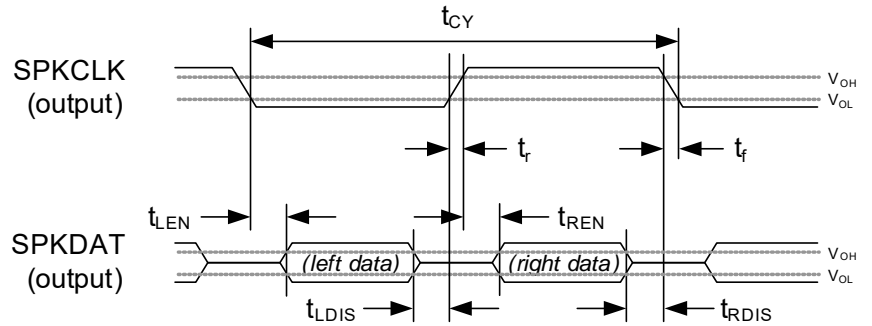 tCY
SPKCLK
(output)
VOH
VOL
tr
tf
tLEN
tREN
SPKDAT
(output)
(left data)
(right data)
VOH
VOL
tLDIS
tRDIS